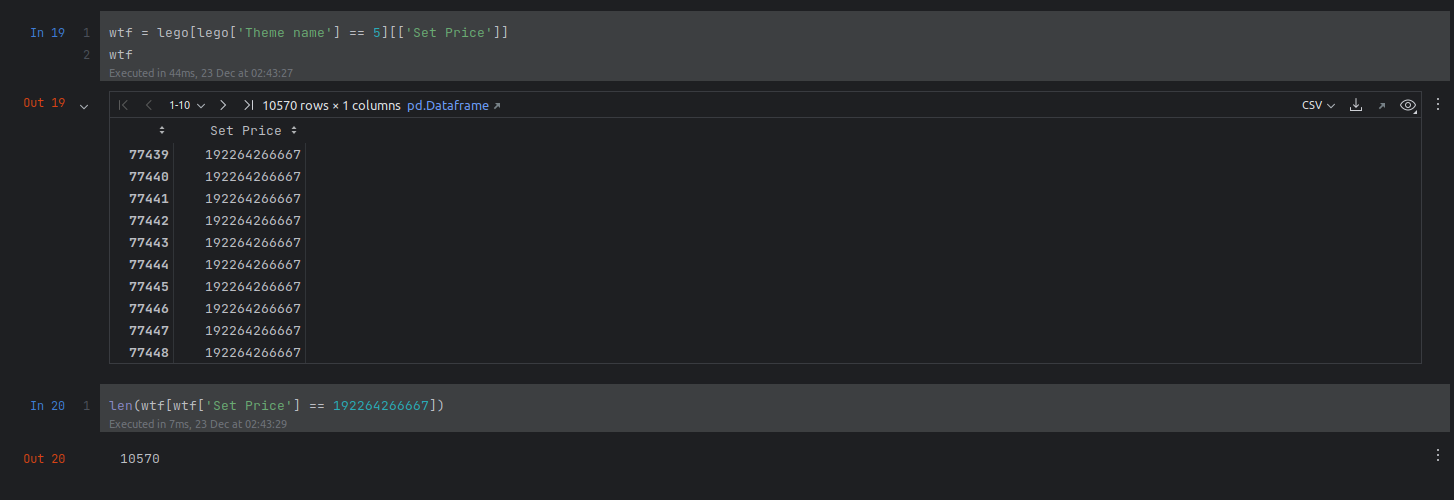 In 19 1 wtf = lego[lego['Theme name'] == 5][['Set Price']]
2 wtf
Executed in 44ms, 23 Dec at 02:43:27
Out 19 1-10 10570 rows × 1 columns pd.Dataframe CSV
Set Price
77439 192264266667
77440 192264266667
77441 192264266667
77442 192264266667
77443 192264266667
77444 192264266667
77445 192264266667
77446 192264266667
77447 192264266667
77448 192264266667
In 20 1 len(wtf[wtf['Set Price'] == 192264266667])
Executed in 7ms, 23 Dec at 02:43:29
Out 20 10570